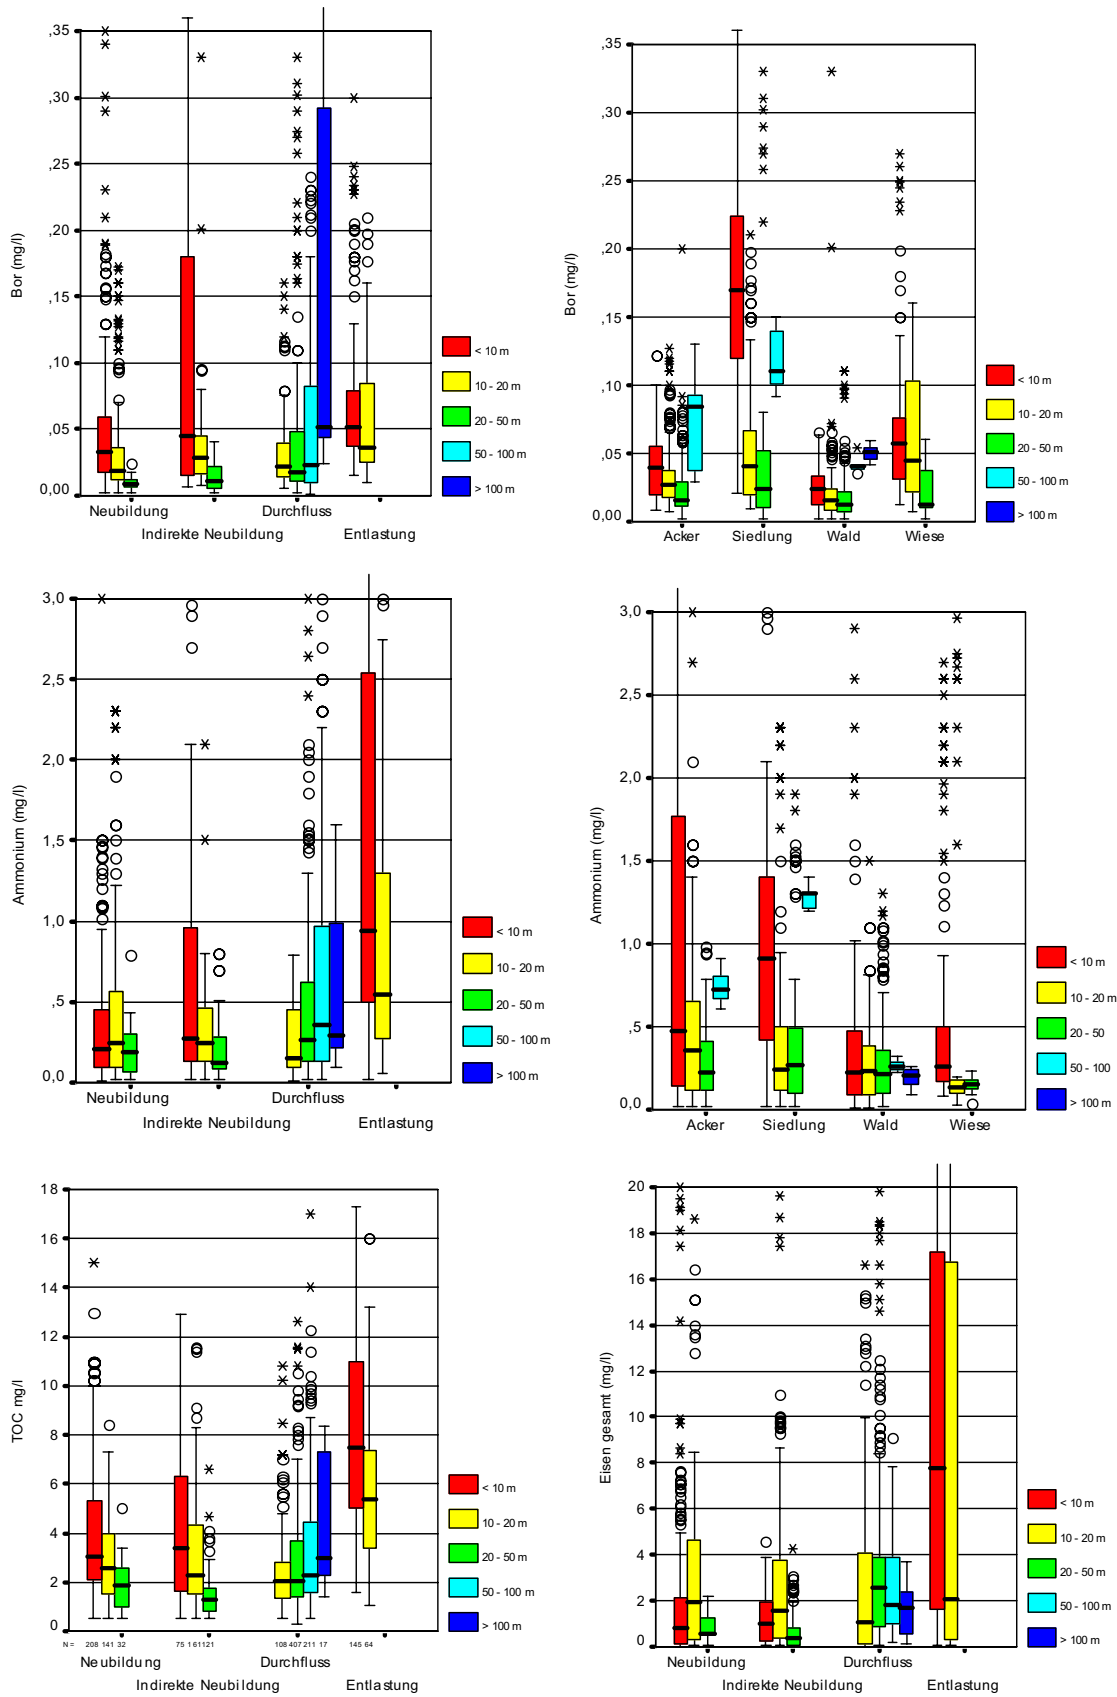 Bor (mg/l)
,35
,30
,25
,20
,15
,10
,05
0,00
Neubildung
Durchfluss
Indirekte Neubildung
Entlastung
< 10 m
10 - 20 m
20 - 50 m
50 - 100 m
> 100 m
Bor (mg/l)
,35
,30
,25
,20
,15
,10
,05
0,00
Acker
Siedlung
Wald
Wiese
< 10 m
10 - 20 m
20 - 50 m
50 - 100 m
> 100 m
Ammonium (mg/l)
3,0
2,5
2,0
1,5
1,0
,5
0,0
Neubildung
Durchfluss
Indirekte Neubildung
Entlastung
< 10 m
10 - 20 m
20 - 50 m
50 - 100 m
> 100 m
Ammonium (mg/l)
3,0
2,5
2,0
1,5
1,0
,5
0,0
Acker
Siedlung
Wald
Wiese
< 10 m
10 - 20 m
20 - 50
50 - 100
> 100 m
TOC mg/l
18
16
14
12
10
8
6
4
2
0
N = 208 141 32 75 161 121 108 407 211 17 145 64
Neubildung
Durchfluss
Indirekte Neubildung
Entlastung
< 10 m
10 - 20 m
20 - 50 m
50 - 100 m
> 100 m
Eisen gesamt (mg/l)
20
18
16
14
12
10
8
6
4
2
0
Neubildung
Durchfluss
Indirekte Neubildung
Entlastung
< 10 m
10 - 20 m
20 - 50 m
50 - 100 m
> 100 m